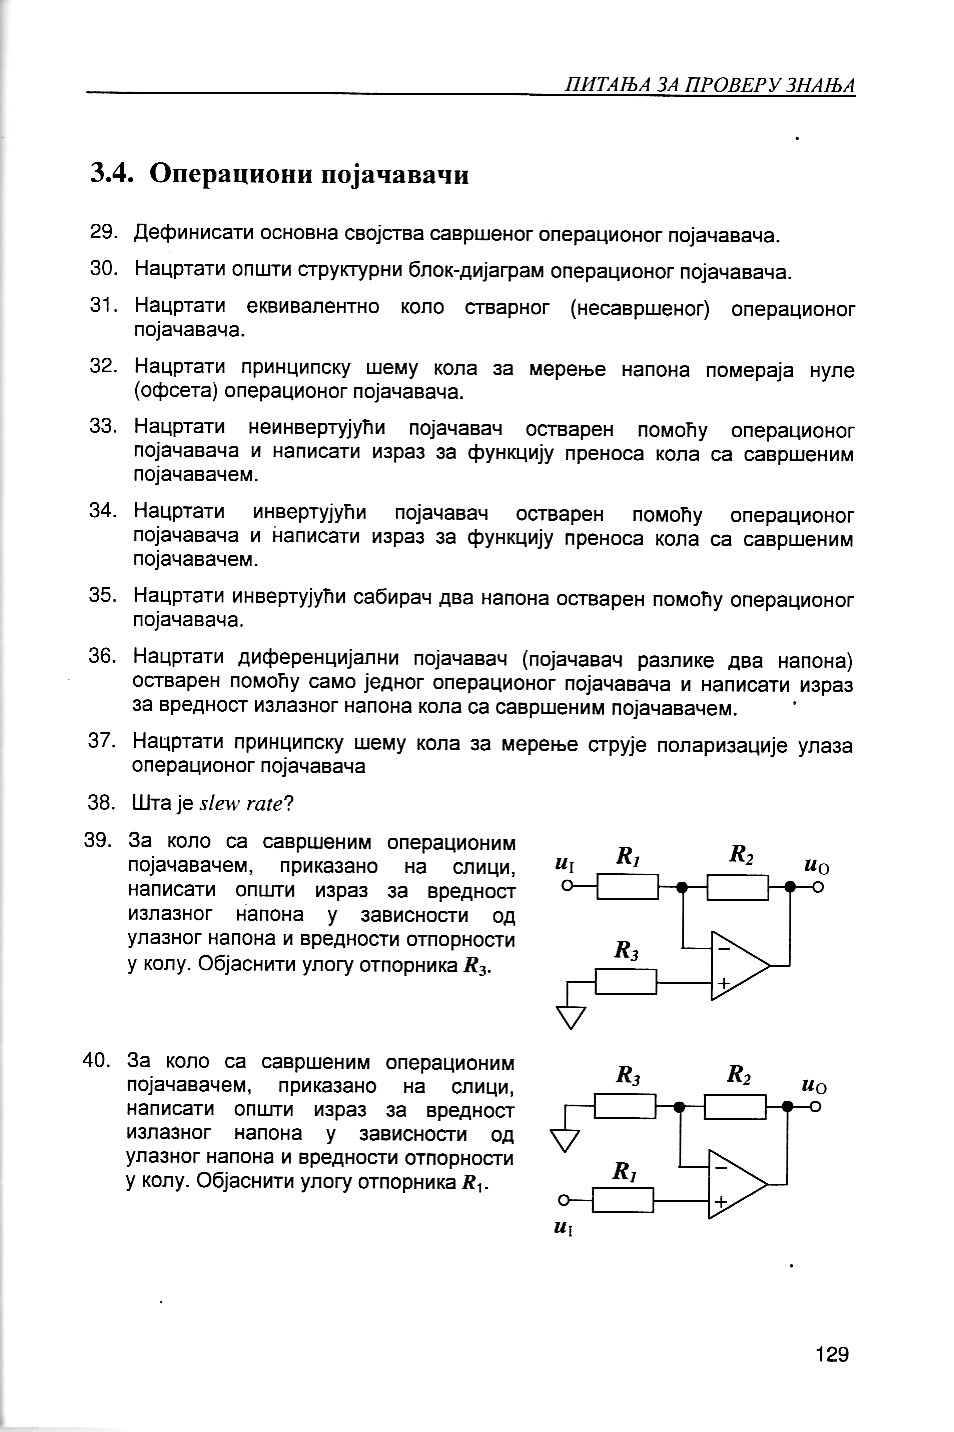 ПИТАЊА ЗА ПРОВЕРУ ЗНАЊА
3.4. Операциони појачавачи
29. Дефинисати основна својства савршеног операционог појачавача.
30. Нацртати општи структурни блок-дијаграм операционог појачавача.
31. Нацртати еквивалентно коло стварног (несавршеног) операционог
појачавача.
32. Нацртати принципску шему кола за мерење напона помераја нуле
(офсета) операционог појачавача.
33. Нацртати неинвертујући појачавач остварен помоћу операционог
појачавача и написати израз за функцију преноса кола са савршеним
појачавачем.
34. Нацртати инвертујући појачавач остварен помоћу операционог
појачавача и написати израз за функцију преноса кола са савршеним
појачавачем.
35. Нацртати инвертујући сабирач два напона остварен помоћу операционог
појачавача.
36. Нацртати диференцијални појачавач (појачавач разлике два напона)
остварен помоћу само једног операционог појачавача и написати израз
за вредност излазног напона кола са савршеним појачавачем.
37. Нацртати принципску шему кола за мерење струје поларизације улаза
операционог појачавача
38. Шта је slew rate?
39. За коло са савршеним операционим
појачавачем, приказано на слици,
написати општи израз за вредност
излазног напона у зависности од
улазног напона и вредности отпорности
у колу. Објаснити улогу отпорника R₃.
u_I R₁ R₂ u_O
R₃
−
+
40. За коло са савршеним операционим
појачавачем, приказано на слици,
написати општи израз за вредност
излазног напона у зависности од
улазног напона и вредности отпорности
у колу. Објаснити улогу отпорника R₁.
R₃ R₂ u_O
R₁
−
+
u_I
129